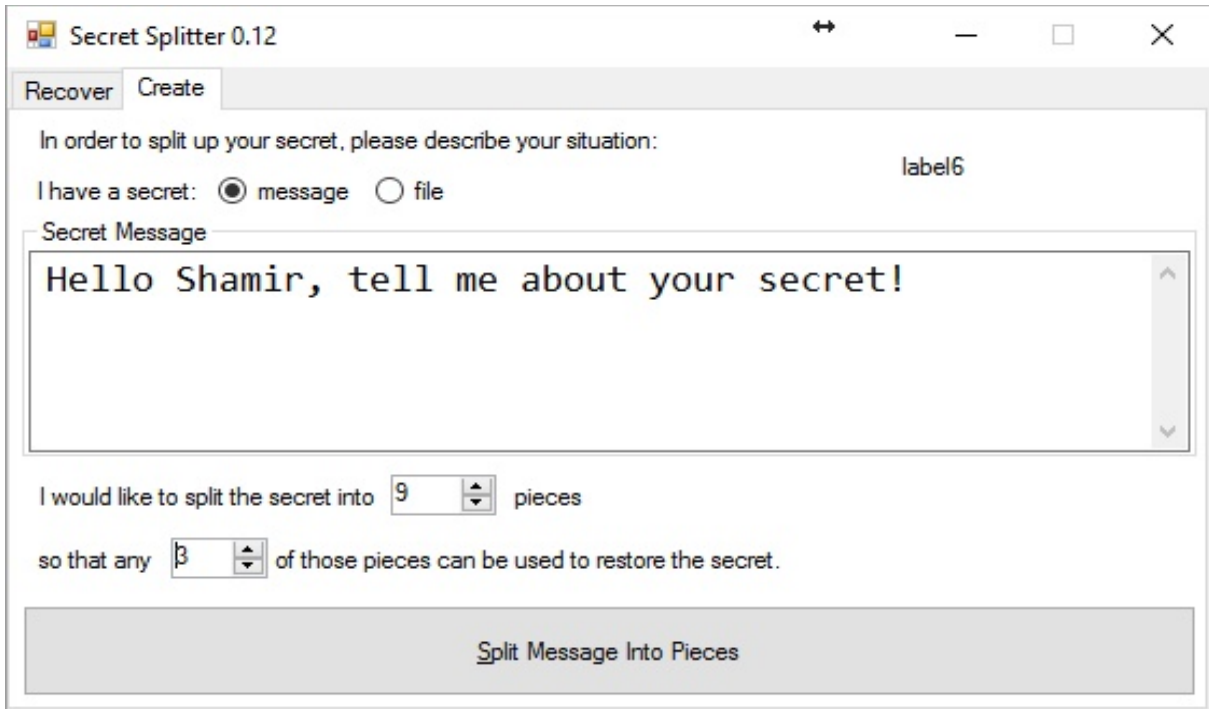 Secret Splitter 0.12
Recover Create
In order to split up your secret, please describe your situation:
label6
I have a secret: message file
Secret Message
Hello Shamir, tell me about your secret!
I would like to split the secret into 9 pieces
so that any 3 of those pieces can be used to restore the secret.
Split Message Into Pieces